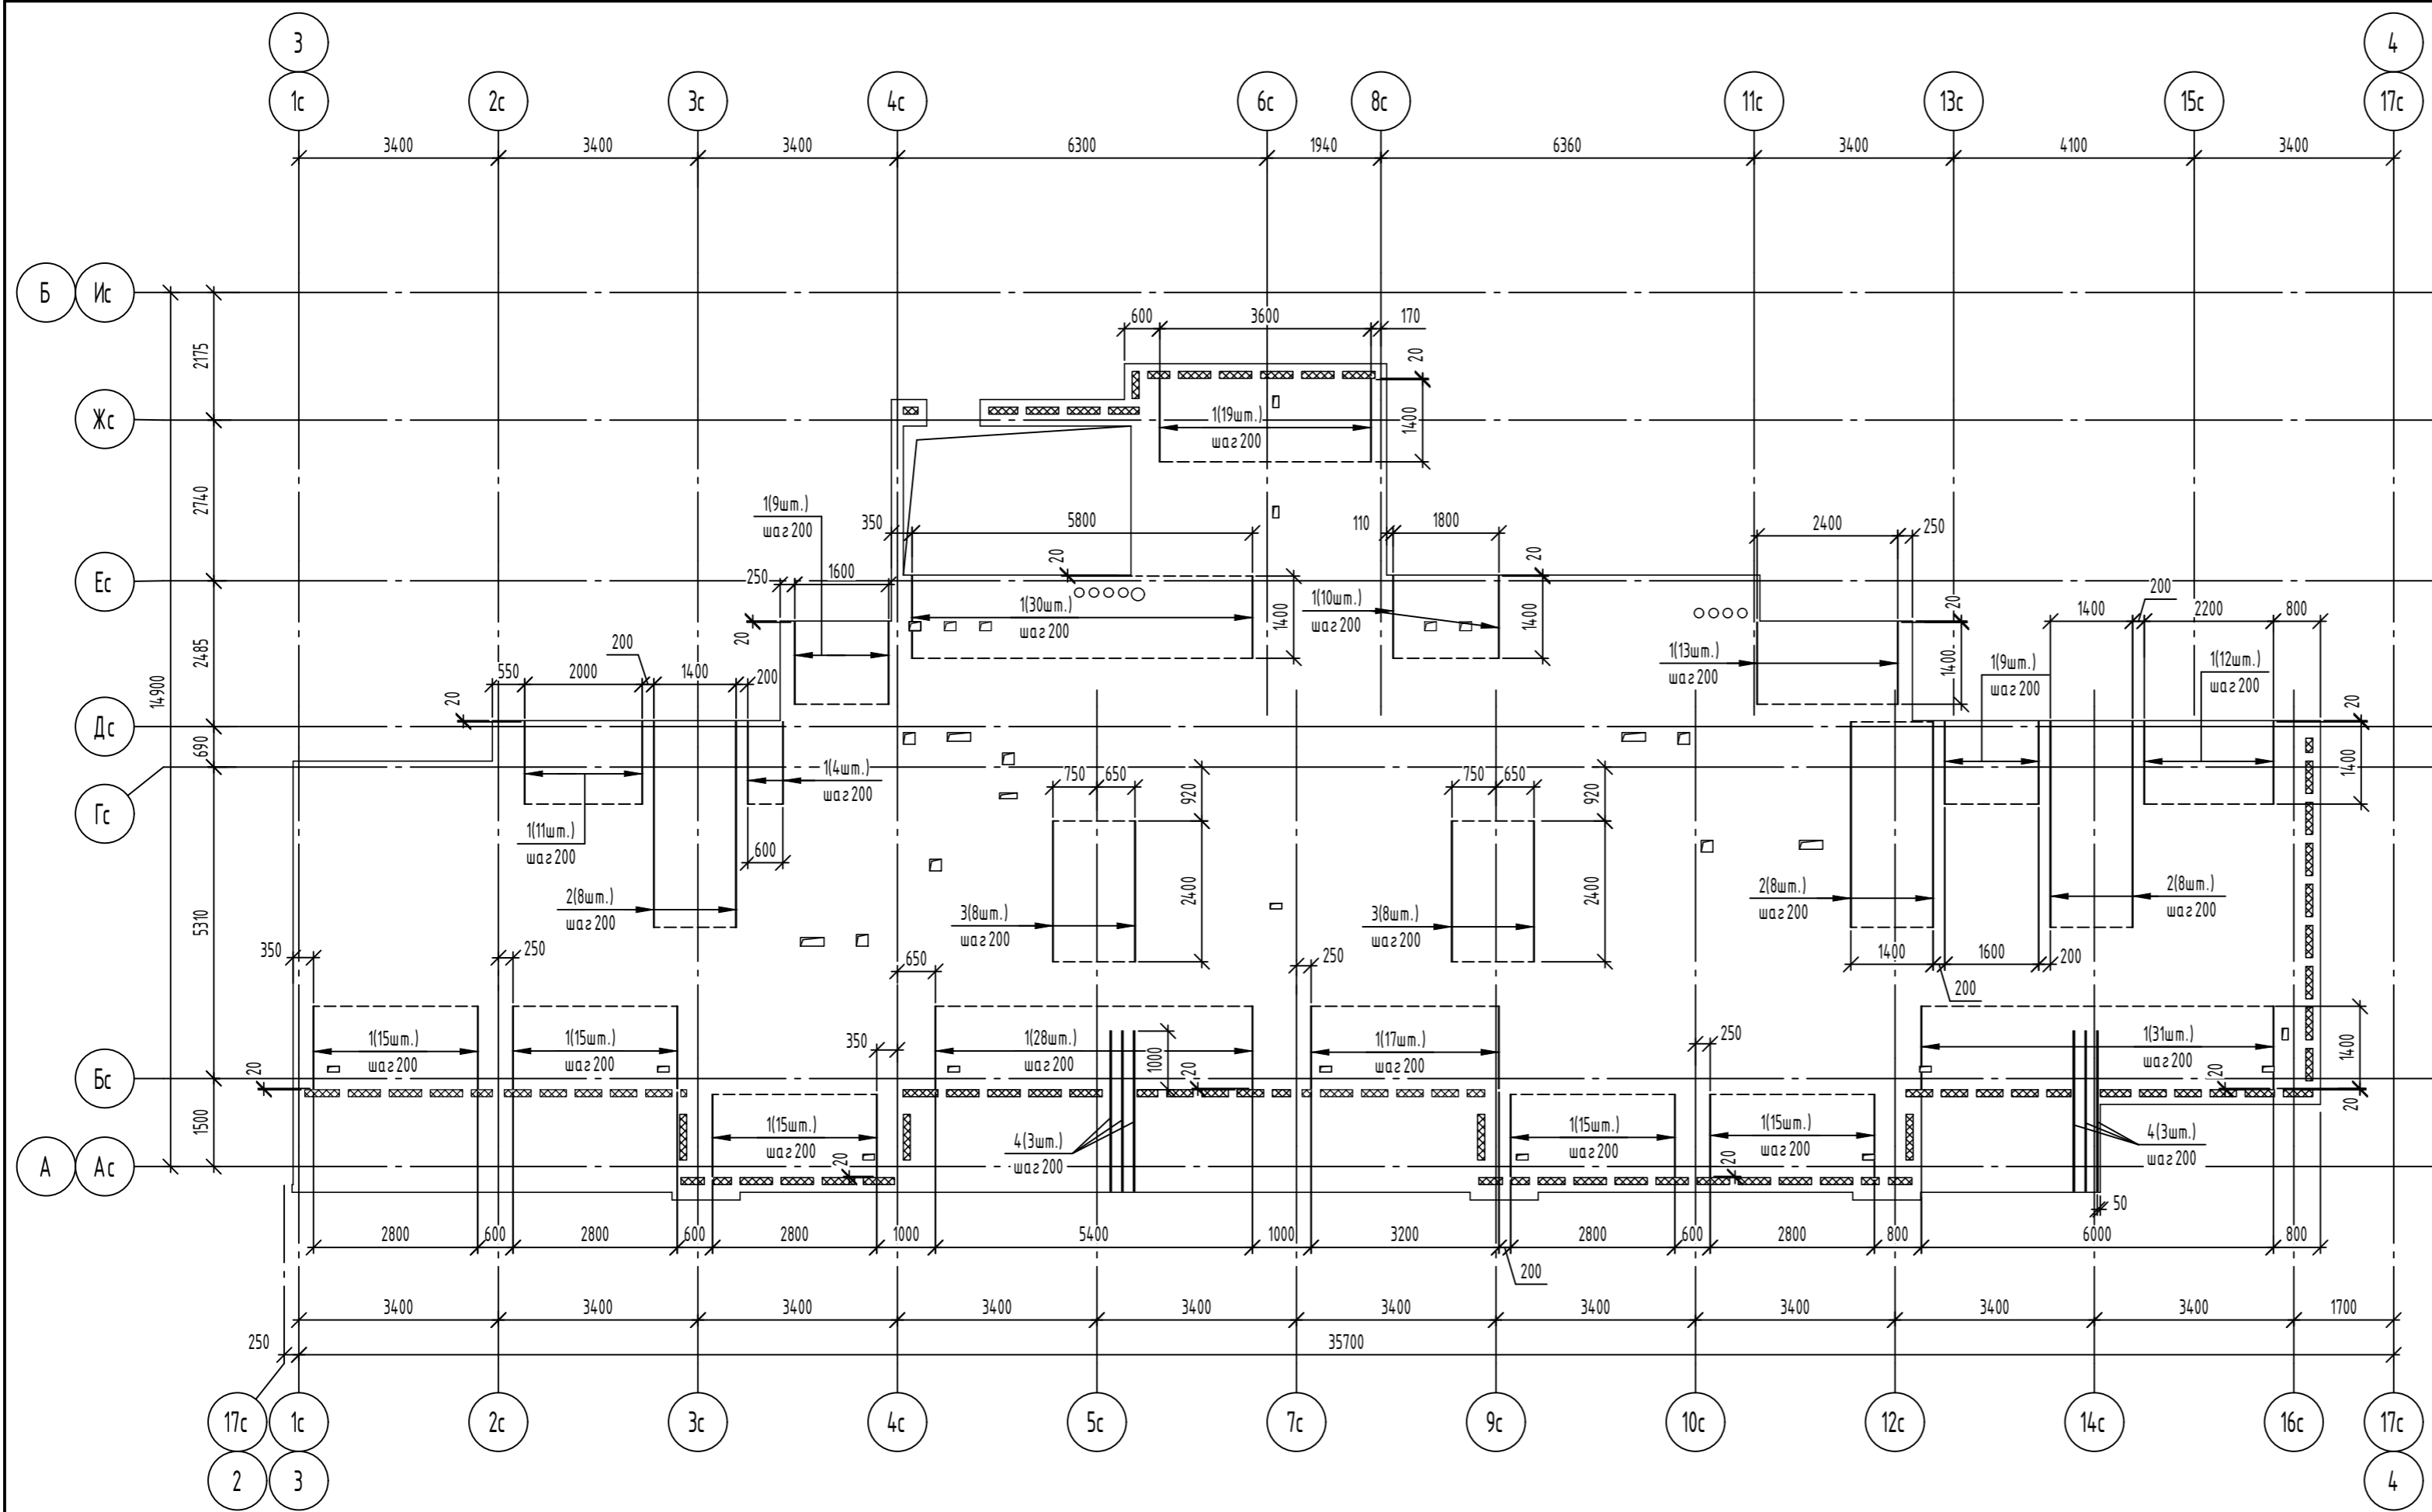 3
4
1с
2с
3с
4с
6с
8с
11с
13с
15с
17с
3400
3400
3400
6300
1940
6360
3400
4100
3400
Б
Ис
600
3600
170
2175
20
Жс
1(19шт.)
шаг 200
1400
2740
1(9шт.)
шаг 200
350
5800
110
1800
2400
250
20
20
Ес
250
1600
200
1(30шт.)
шаг 200
1400
1(10шт.)
шаг 200
1400
1400
2200
800
20
20
2485
200
1(13шт.)
шаг 200
1400
1(9шт.)
шаг 200
1(12шт.)
шаг 200
550
2000
1400
200
14900
20
20
Дс
690
750
650
920
750
650
920
1400
1(4шт.)
шаг 200
Гс
1(11шт.)
шаг 200
600
2400
2400
2(8шт.)
шаг 200
3(8шт.)
шаг 200
3(8шт.)
шаг 200
2(8шт.)
шаг 200
2(8шт.)
шаг 200
5310
350
250
650
250
1400
1600
200
200
1(15шт.)
шаг 200
1(15шт.)
шаг 200
350
1(28шт.)
шаг 200
1000
1(17шт.)
шаг 200
250
1(31шт.)
шаг 200
1400
20
20
20
20
Бс
1500
1(15шт.)
шаг 200
20
4(3шт.)
шаг 200
1(15шт.)
шаг 200
1(15шт.)
шаг 200
20
4(3шт.)
шаг 200
А
Ас
50
2800
600
2800
600
2800
1000
5400
1000
3200
2800
600
2800
800
6000
800
200
3400
3400
3400
3400
3400
3400
3400
3400
3400
3400
1700
250
35700
17с
1с
2с
3с
4с
5с
7с
9с
10с
12с
14с
16с
17с
2
3
4